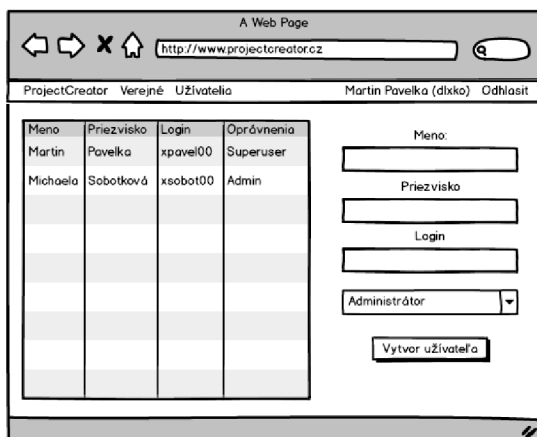 A Web Page
http://www.projectcreator.cz
ProjectCreator Verejné Užívatelia Martin Pavelka (dlxko) Odhlasit
Meno Priezvisko Login Oprávnenia
Martin Pavelka xpavel00 Superuser
Michaela Sobotková xsobot00 Admin
Meno:
Priezvisko
Login
Administrátor
Vytvor užívateľa